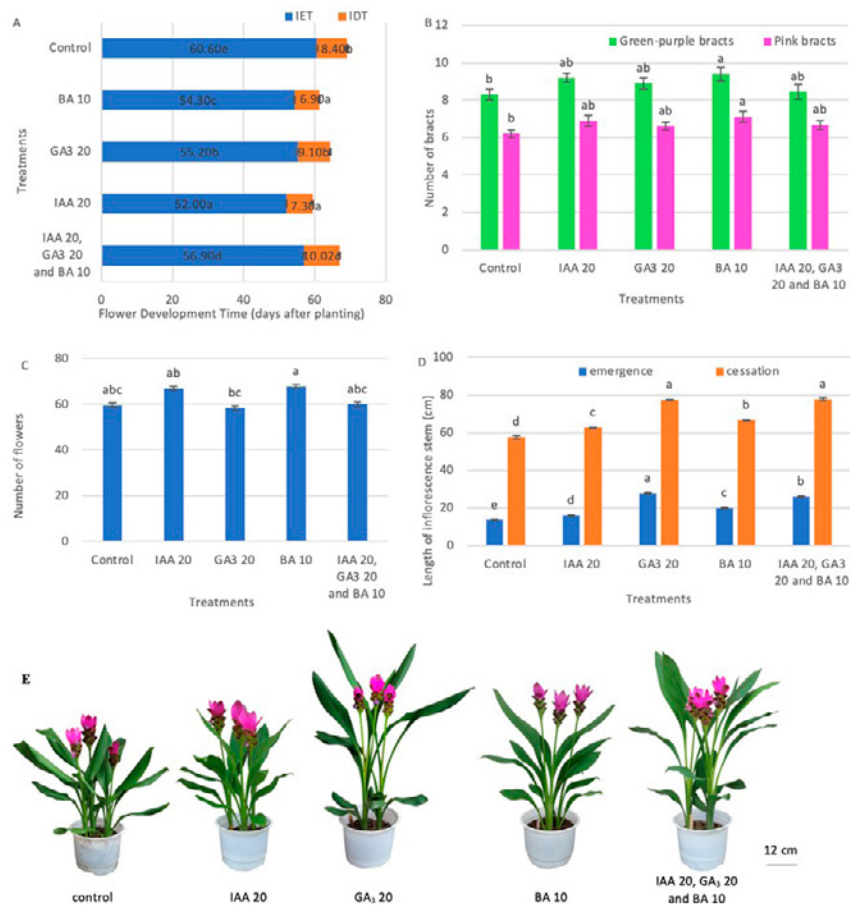 A
IET IDT
Control
60.60e 8.40b
BA 10
54.30c 6.90a
GA3 20
55.20b 9.10b
IAA 20
52.00a 7.30a
IAA 20,
GA3 20
and BA 10
56.90d
Treatments
0 20 40 60 80
Flower Development Time (days after planting)
B
Green-purple bracts Pink bracts
Number of bracts
12
10
8
6
4
2
0
b ab ab a ab
b ab ab a ab
Control IAA 20 GA3 20 BA 10 IAA 20, GA3
20 and BA 10
Treatments
C
Number of flowers
80
60
40
20
0
abc ab bc a abc
Control IAA 20 GA3 20 BA 10 IAA 20,
GA3 20
and BA 10
Treatments
D
emergence cessation
Length of inflorescence stem (cm)
100
80
60
40
20
0
d c a b a
e d a c b
Control IAA 20 GA3 20 BA 10 IAA 20, GA3
20 and BA 10
Treatments
E
12 cm
control IAA 20 GA₃ 20 BA 10 IAA 20, GA₃ 20
and BA 10